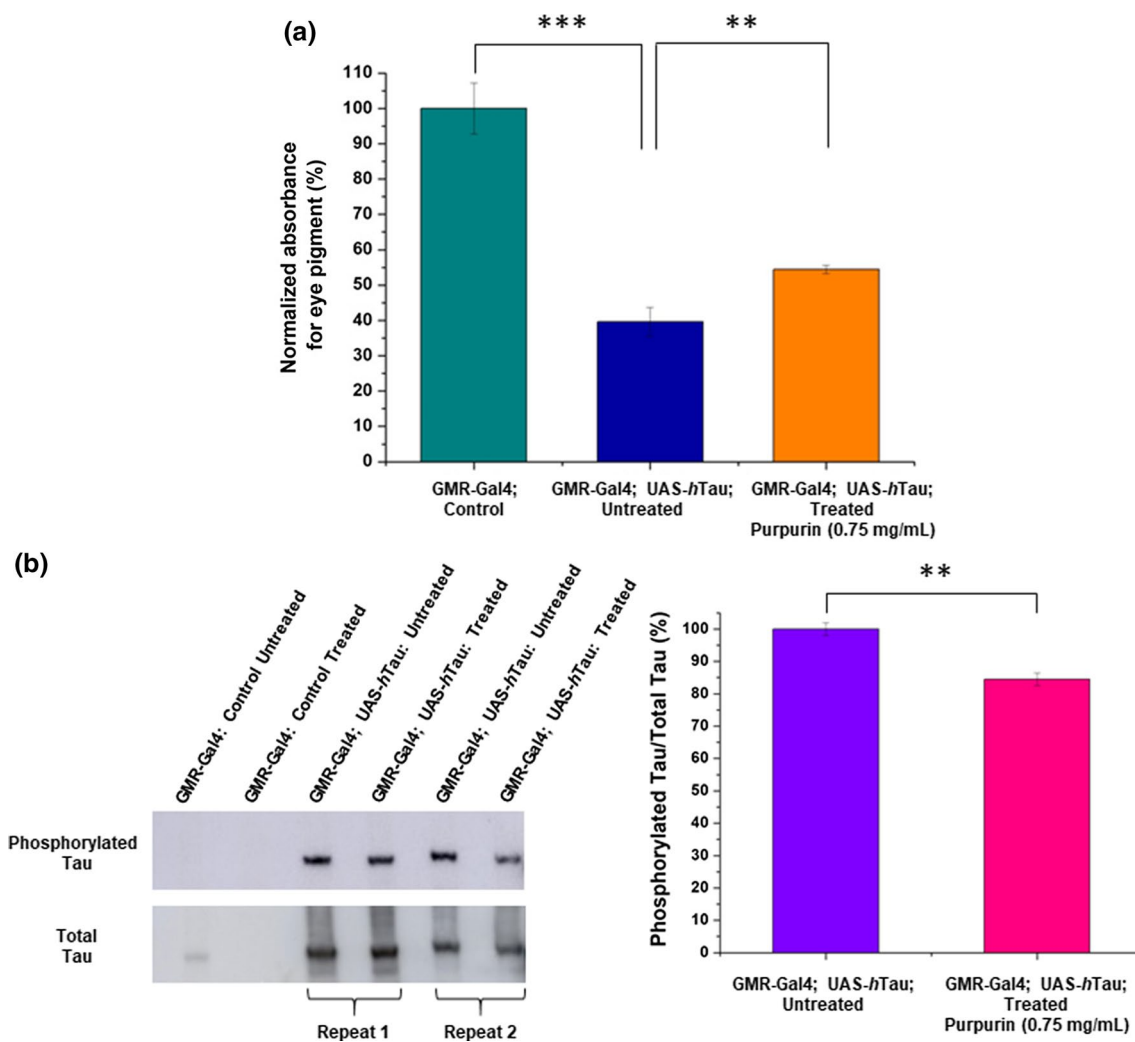 (a)
*** **
Normalized absorbance
for eye pigment (%)
110
100
90
80
70
60
50
40
30
20
10
0
GMR-Gal4;
Control
GMR-Gal4; UAS-hTau;
Untreated
GMR-Gal4; UAS-hTau;
Treated
Purpurin (0.75 mg/mL)
(b)
GMR-Gal4: Control Untreated
GMR-Gal4: Control Treated
GMR-Gal4; UAS-hTau: Untreated
GMR-Gal4; UAS-hTau: Treated
GMR-Gal4; UAS-hTau: Untreated
GMR-Gal4; UAS-hTau: Treated
Phosphorylated
Tau
Total
Tau
Repeat 1
Repeat 2
**
Phosphorylated Tau/Total Tau (%)
100
90
80
70
60
50
40
30
20
10
0
GMR-Gal4; UAS-hTau;
Untreated
GMR-Gal4; UAS-hTau;
Treated
Purpurin (0.75 mg/mL)